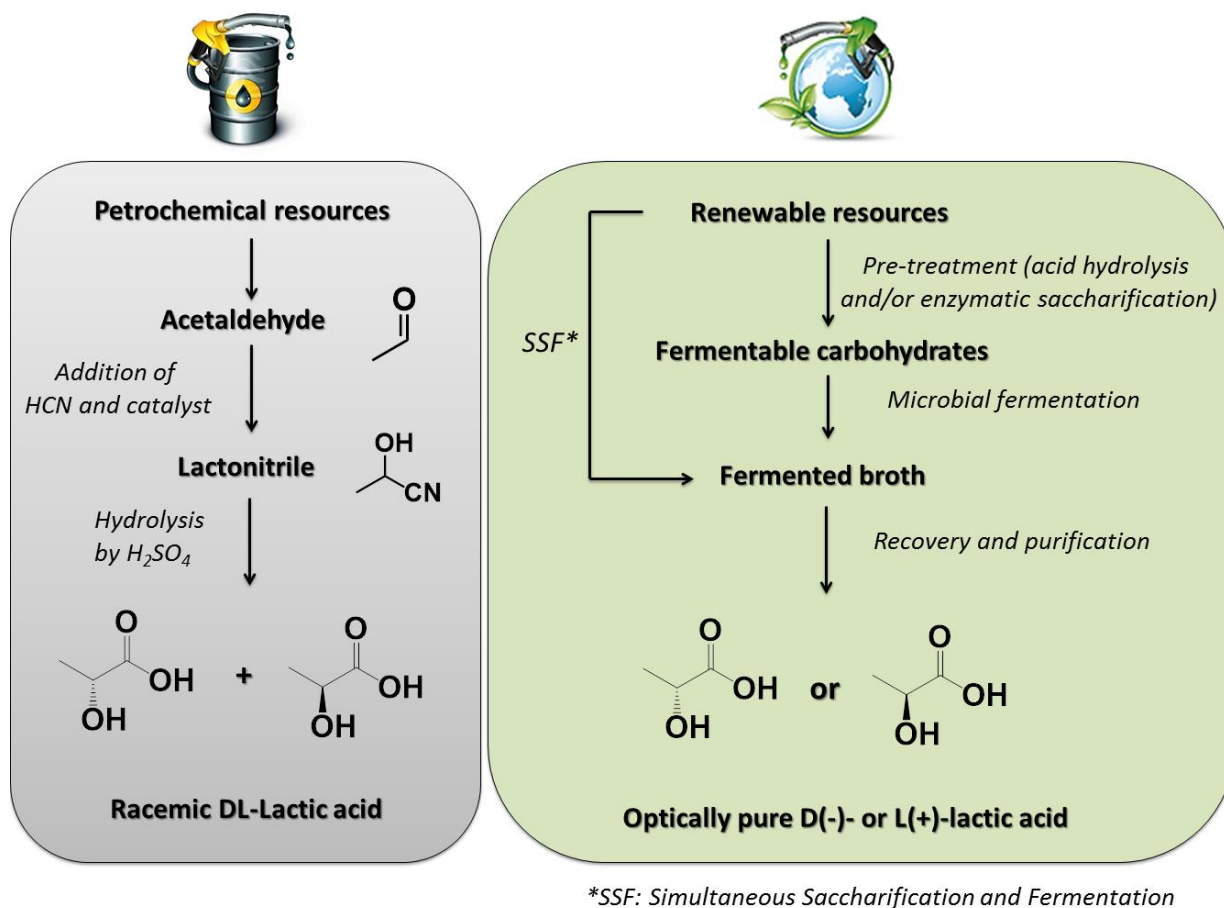 Petrochemical resources
Acetaldehyde
O
Addition of
HCN and catalyst
Lactonitrile
OH
CN
Hydrolysis
by H₂SO₄
O
OH
OH
+
O
OH
OH
Racemic DL-Lactic acid
Renewable resources
Pre-treatment (acid hydrolysis
and/or enzymatic saccharification)
SSF*
Fermentable carbohydrates
Microbial fermentation
Fermented broth
Recovery and purification
O
OH
OH
or
O
OH
OH
Optically pure D(-)- or L(+)-lactic acid
*SSF: Simultaneous Saccharification and Fermentation